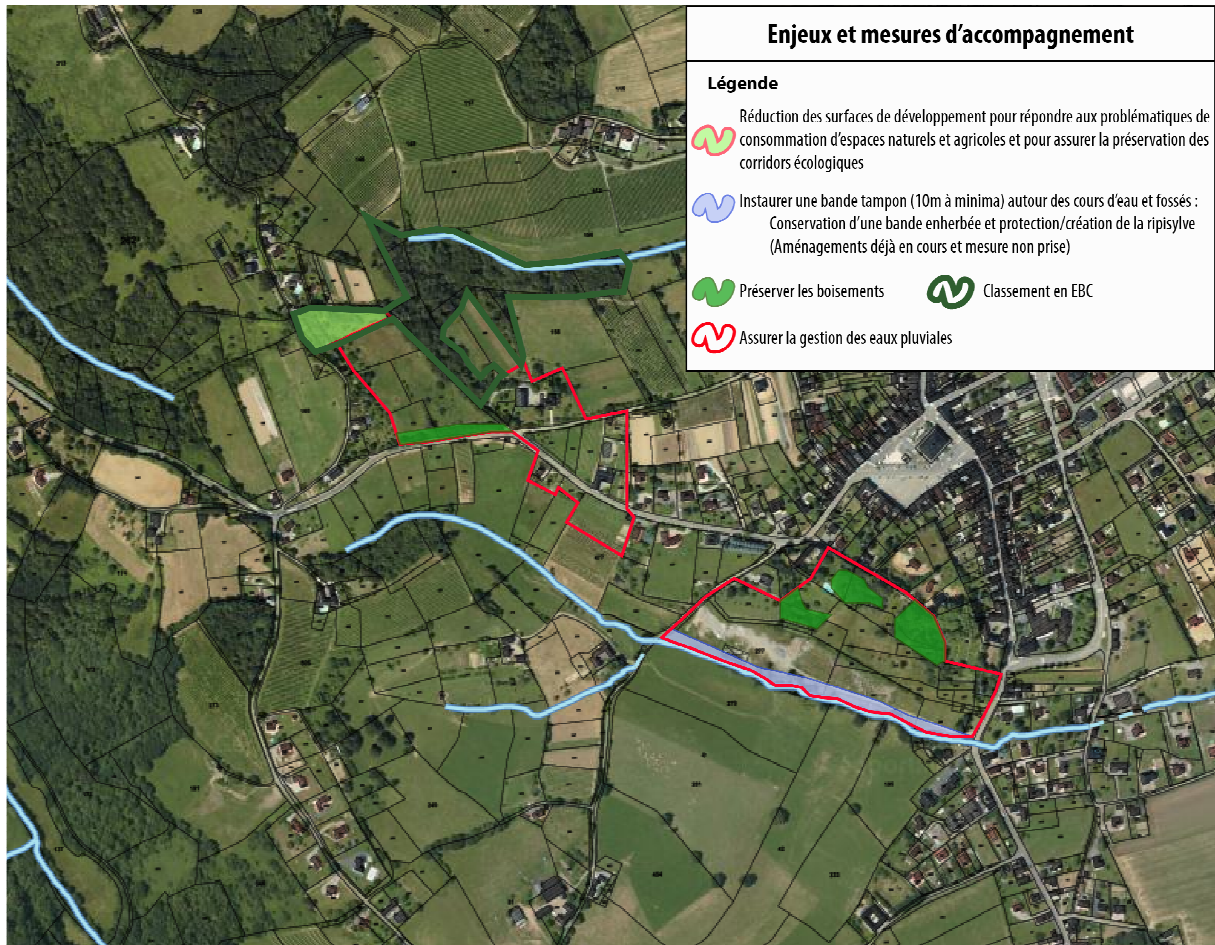 Enjeux et mesures d'accompagnement
Légende
Réduction des surfaces de développement pour répondre aux problématiques de
consommation d'espaces naturels et agricoles et pour assurer la préservation des
corridors écologiques
Instaurer une bande tampon (10m à minima) autour des cours d'eau et fossés :
Conservation d'une bande enherbée et protection/création de la ripisylve
(Aménagements déjà en cours et mesure non prise)
Préserver les boisements
Classement en EBC
Assurer la gestion des eaux pluviales